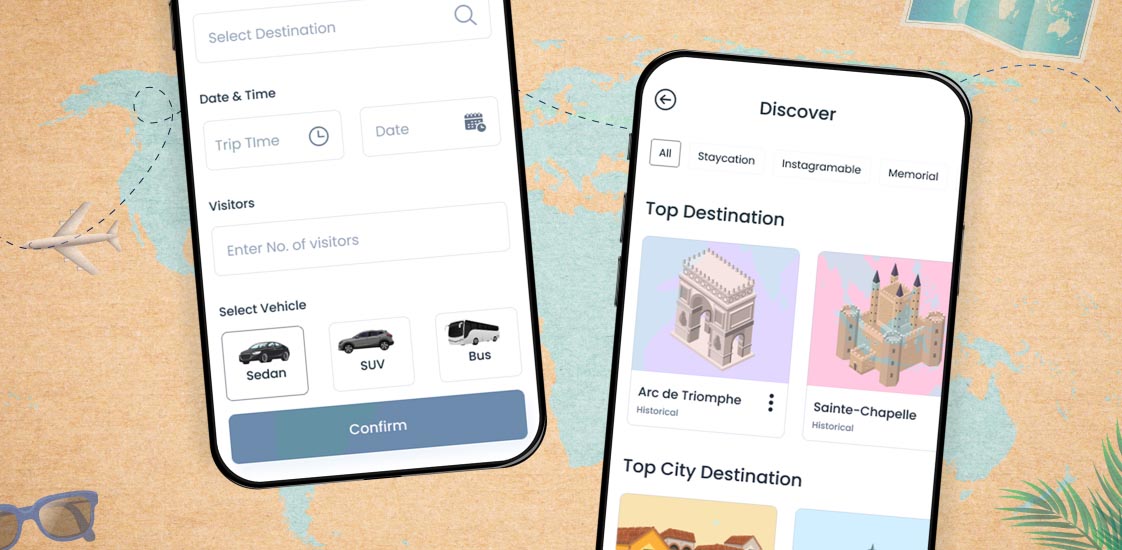 Select Destination
Date & Time
Trip TIme
Date
Visitors
Enter No. of visitors
Select Vehicle
Sedan
SUV
Bus
Confirm
Discover
All
Staycation
Instagramable
Memorial
Top Destination
Arc de Triomphe
Historical
Sainte-Chapelle
Historical
Top City Destination